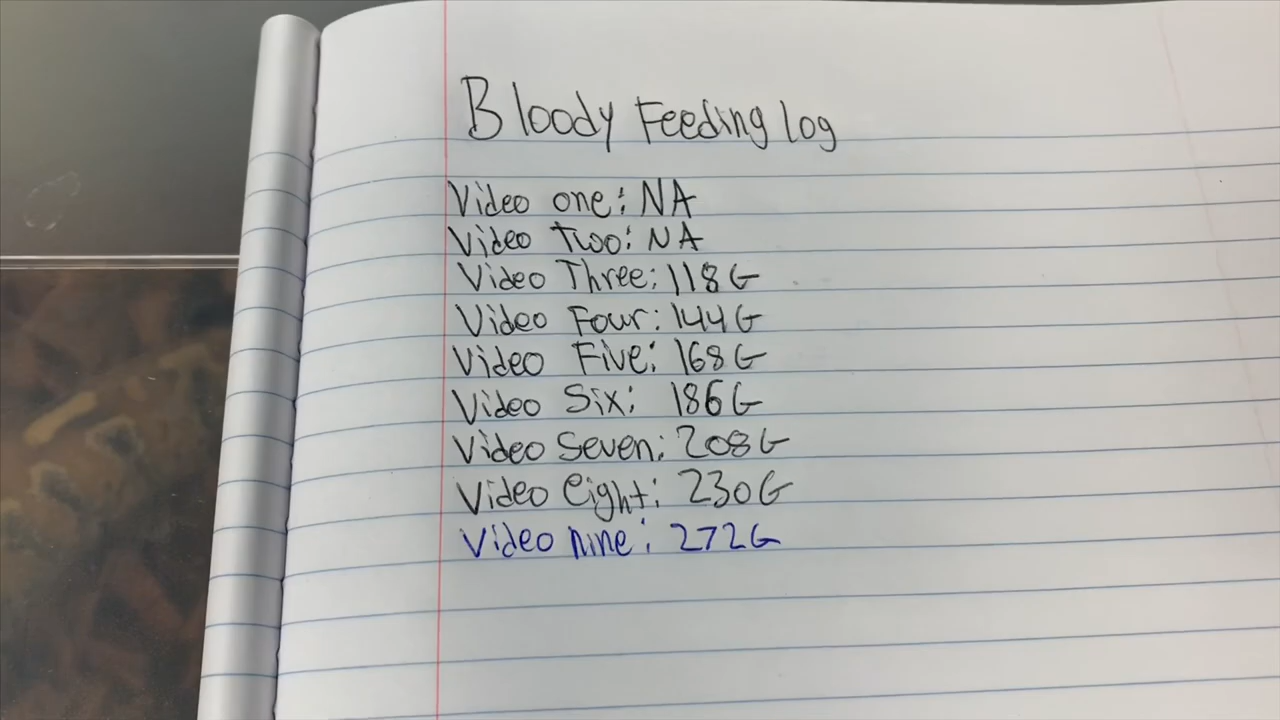 Bloody Feeding Log
Video one: NA
Video Two: NA
Video Three: 118G
Video Four: 144G
Video Five: 168G
Video Six: 186G
Video Seven: 208G
Video eight: 230G
Video nine: 272G